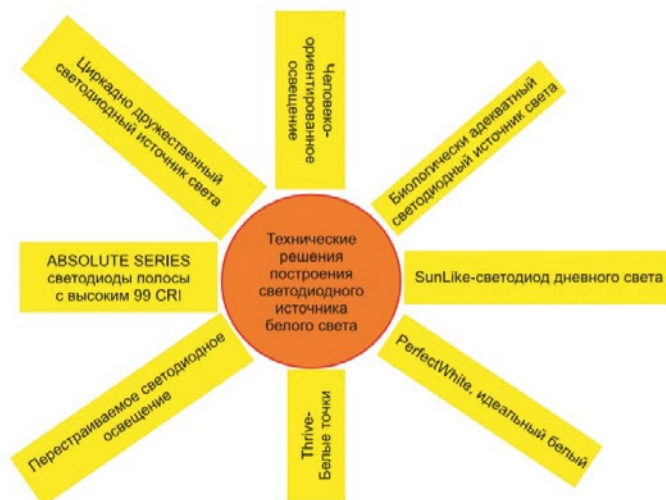 Циркадно дружественный
светодиодный источник
света
Человеко-
ориентированное
освещение
Биологически адекватный
светодиодный источник света
ABSOLUTE SERIES
светодиоды полосы
с высоким 99 CRI
Технические
решения
построения
светодиодного
источника
белого света
SunLike-светодиод дневного света
Перестраиваемое светодиодное
освещение
Thrive-
Белые точки
PerfectWhite, идеальный белый